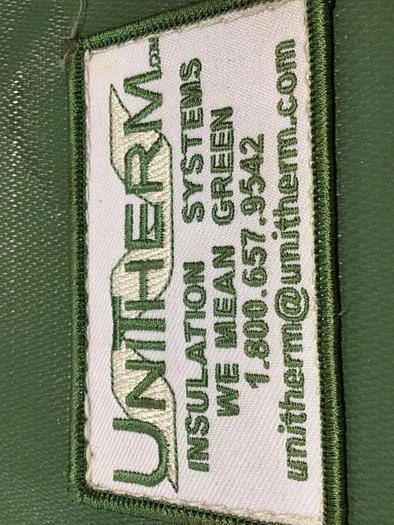 UNITHERM
INSULATION SYSTEMS
WE MEAN GREEN
1.800.657.9542
unitherm@unitherm.com